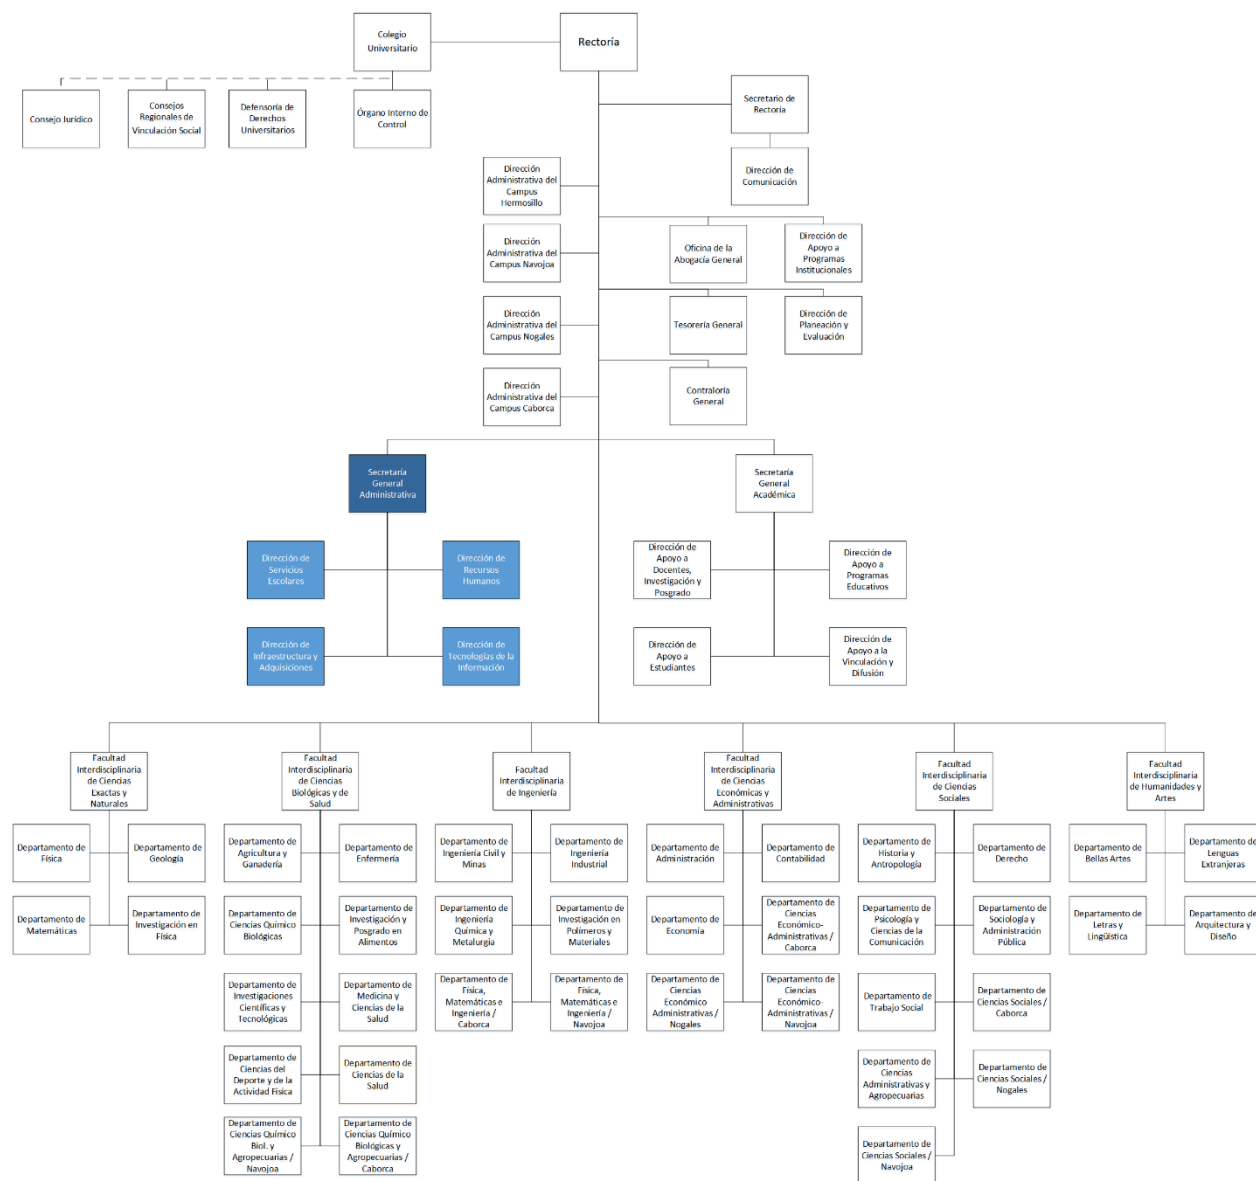 Colegio
Universitario
Rectoría
Consejo Jurídico
Consejos
Regionales de
Vinculación Social
Defensoría de
Derechos
Universitarios
Órgano Interno de
Control
Secretario de
Rectoría
Dirección de
Comunicación
Dirección
Administrativa del
Campus
Hermosillo
Dirección
Administrativa del
Campus Navojoa
Oficina de la
Abogacía General
Dirección de
Apoyo a
Programas
Institucionales
Dirección
Administrativa del
Campus Nogales
Tesorería General
Dirección de
Planeación y
Evaluación
Dirección
Administrativa del
Campus Caborca
Contraloría
General
Secretaría
General
Administrativa
Secretaría
General
Académica
Dirección de
Servicios
Escolares
Dirección de
Recursos
Humanos
Dirección de
Apoyo a
Docentes,
Investigación y
Posgrado
Dirección de
Apoyo a
Programas
Educativos
Dirección de
Infraestructura y
Adquisiciones
Dirección de
Tecnologías de la
Información
Dirección de
Apoyo a
Estudiantes
Dirección de
Apoyo a la
Vinculación y
Difusión
Facultad
Interdisciplinaria
de Ciencias
Exactas y
Naturales
Facultad
Interdisciplinaria
de Ciencias
Biológicas y de
Salud
Facultad
Interdisciplinaria
de Ingeniería
Facultad
Interdisciplinaria
de Ciencias
Económicas y
Administrativas
Facultad
Interdisciplinaria
de Ciencias
Sociales
Facultad
Interdisciplinaria
de Humanidades y
Artes
Departamento de
Física
Departamento de
Geología
Departamento de
Agricultura y
Ganadería
Departamento de
Enfermería
Departamento de
Ingeniería Civil y
Minas
Departamento de
Ingeniería
Industrial
Departamento de
Administración
Departamento de
Contabilidad
Departamento de
Historia y
Antropología
Departamento de
Derecho
Departamento de
Bellas Artes
Departamento de
Lenguas
Extranjeras
Departamento de
Matemáticas
Departamento de
Investigación en
Física
Departamento de
Ciencias Químico
Biológicas
Departamento de
Investigación y
Posgrado en
Alimentos
Departamento de
Ingeniería
Química y
Metalurgia
Departamento de
Investigación en
Polímeros y
Materiales
Departamento de
Economía
Departamento de
Ciencias
Económico-
Administrativas /
Caborca
Departamento de
Psicología y
Ciencias de la
Comunicación
Departamento de
Sociología y
Administración
Pública
Departamento de
Letras y
Lingüística
Departamento de
Arquitectura y
Diseño
Departamento de
Investigaciones
Científicas y
Tecnológicas
Departamento de
Medicina y
Ciencias de la
Salud
Departamento de
Física,
Matemáticas e
Ingeniería /
Caborca
Departamento de
Física,
Matemáticas e
Ingeniería /
Navojoa
Departamento de
Ciencias
Económico
Administrativas /
Nogales
Departamento de
Ciencias
Económico-
Administrativas /
Navojoa
Departamento de
Trabajo Social
Departamento de
Ciencias Sociales /
Caborca
Departamento de
Ciencias del
Deporte y de la
Actividad Física
Departamento de
Ciencias de la
Salud
Departamento de
Ciencias
Administrativas y
Agropecuarias
Departamento de
Ciencias Sociales /
Nogales
Departamento de
Ciencias Químico
Biol. y
Agropecuarias /
Navojoa
Departamento de
Ciencias Químico
Biológicas y
Agropecuarias /
Caborca
Departamento de
Ciencias Sociales /
Navojoa